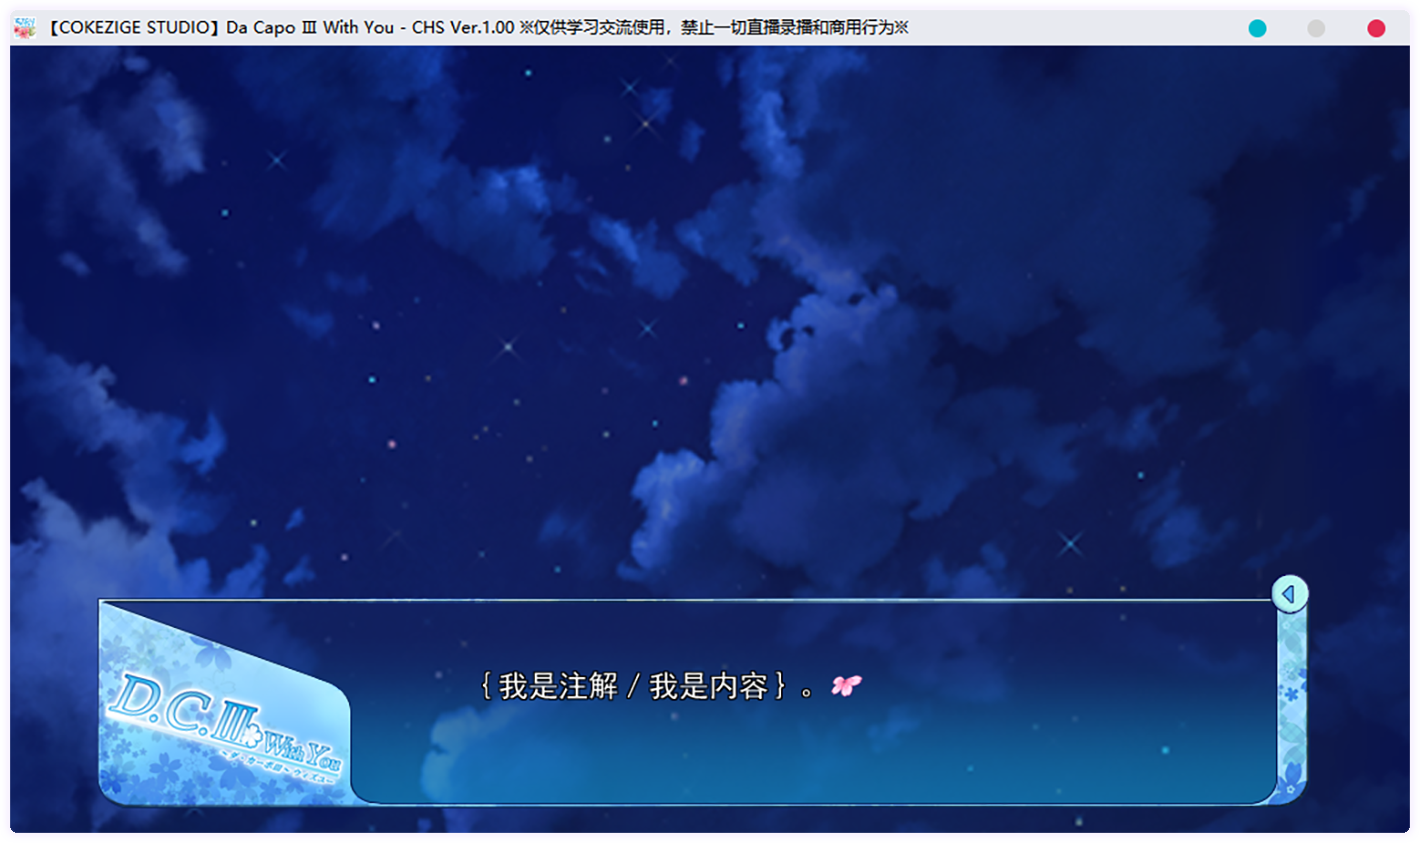 【COKEZIGE STUDIO】Da Capo Ⅲ With You - CHS Ver.1.00 ※仅供学习交流使用，禁止一切直播录播和商用行为※
｛我是注解／我是内容｝。
D.C.Ⅲ With You
～ダ・カーポⅢ～ウィズユー